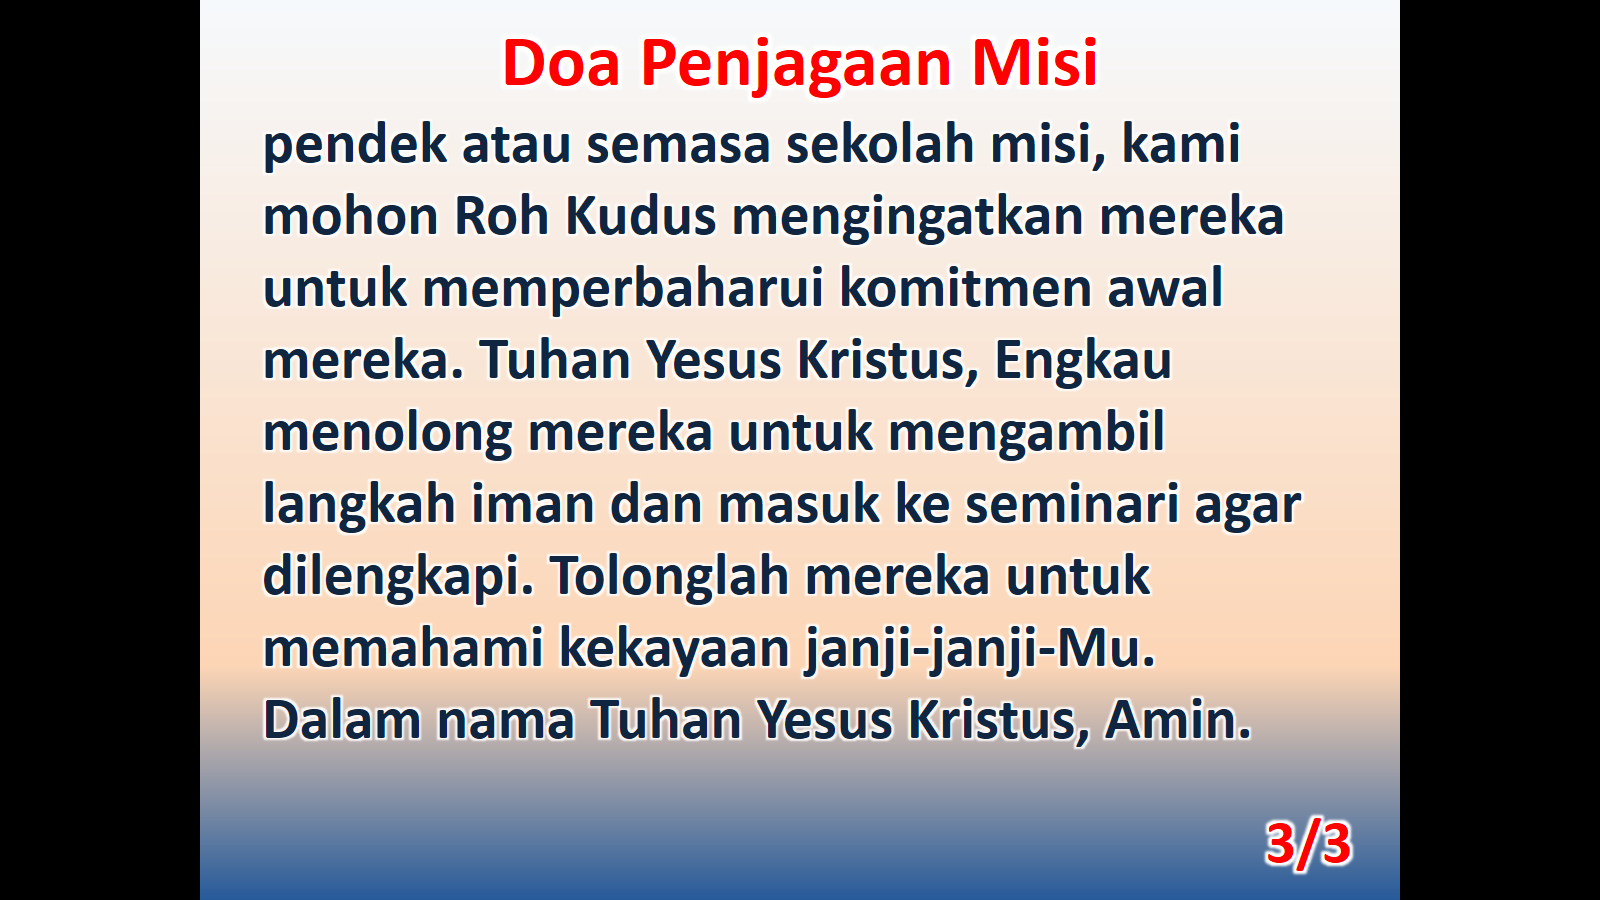 Doa Penjagaan Misi
pendek atau semasa sekolah misi, kami
mohon Roh Kudus mengingatkan mereka
untuk memperbaharui komitmen awal
mereka. Tuhan Yesus Kristus, Engkau
menolong mereka untuk mengambil
langkah iman dan masuk ke seminari agar
dilengkapi. Tolonglah mereka untuk
memahami kekayaan janji-janji-Mu.
Dalam nama Tuhan Yesus Kristus, Amin.
3/3